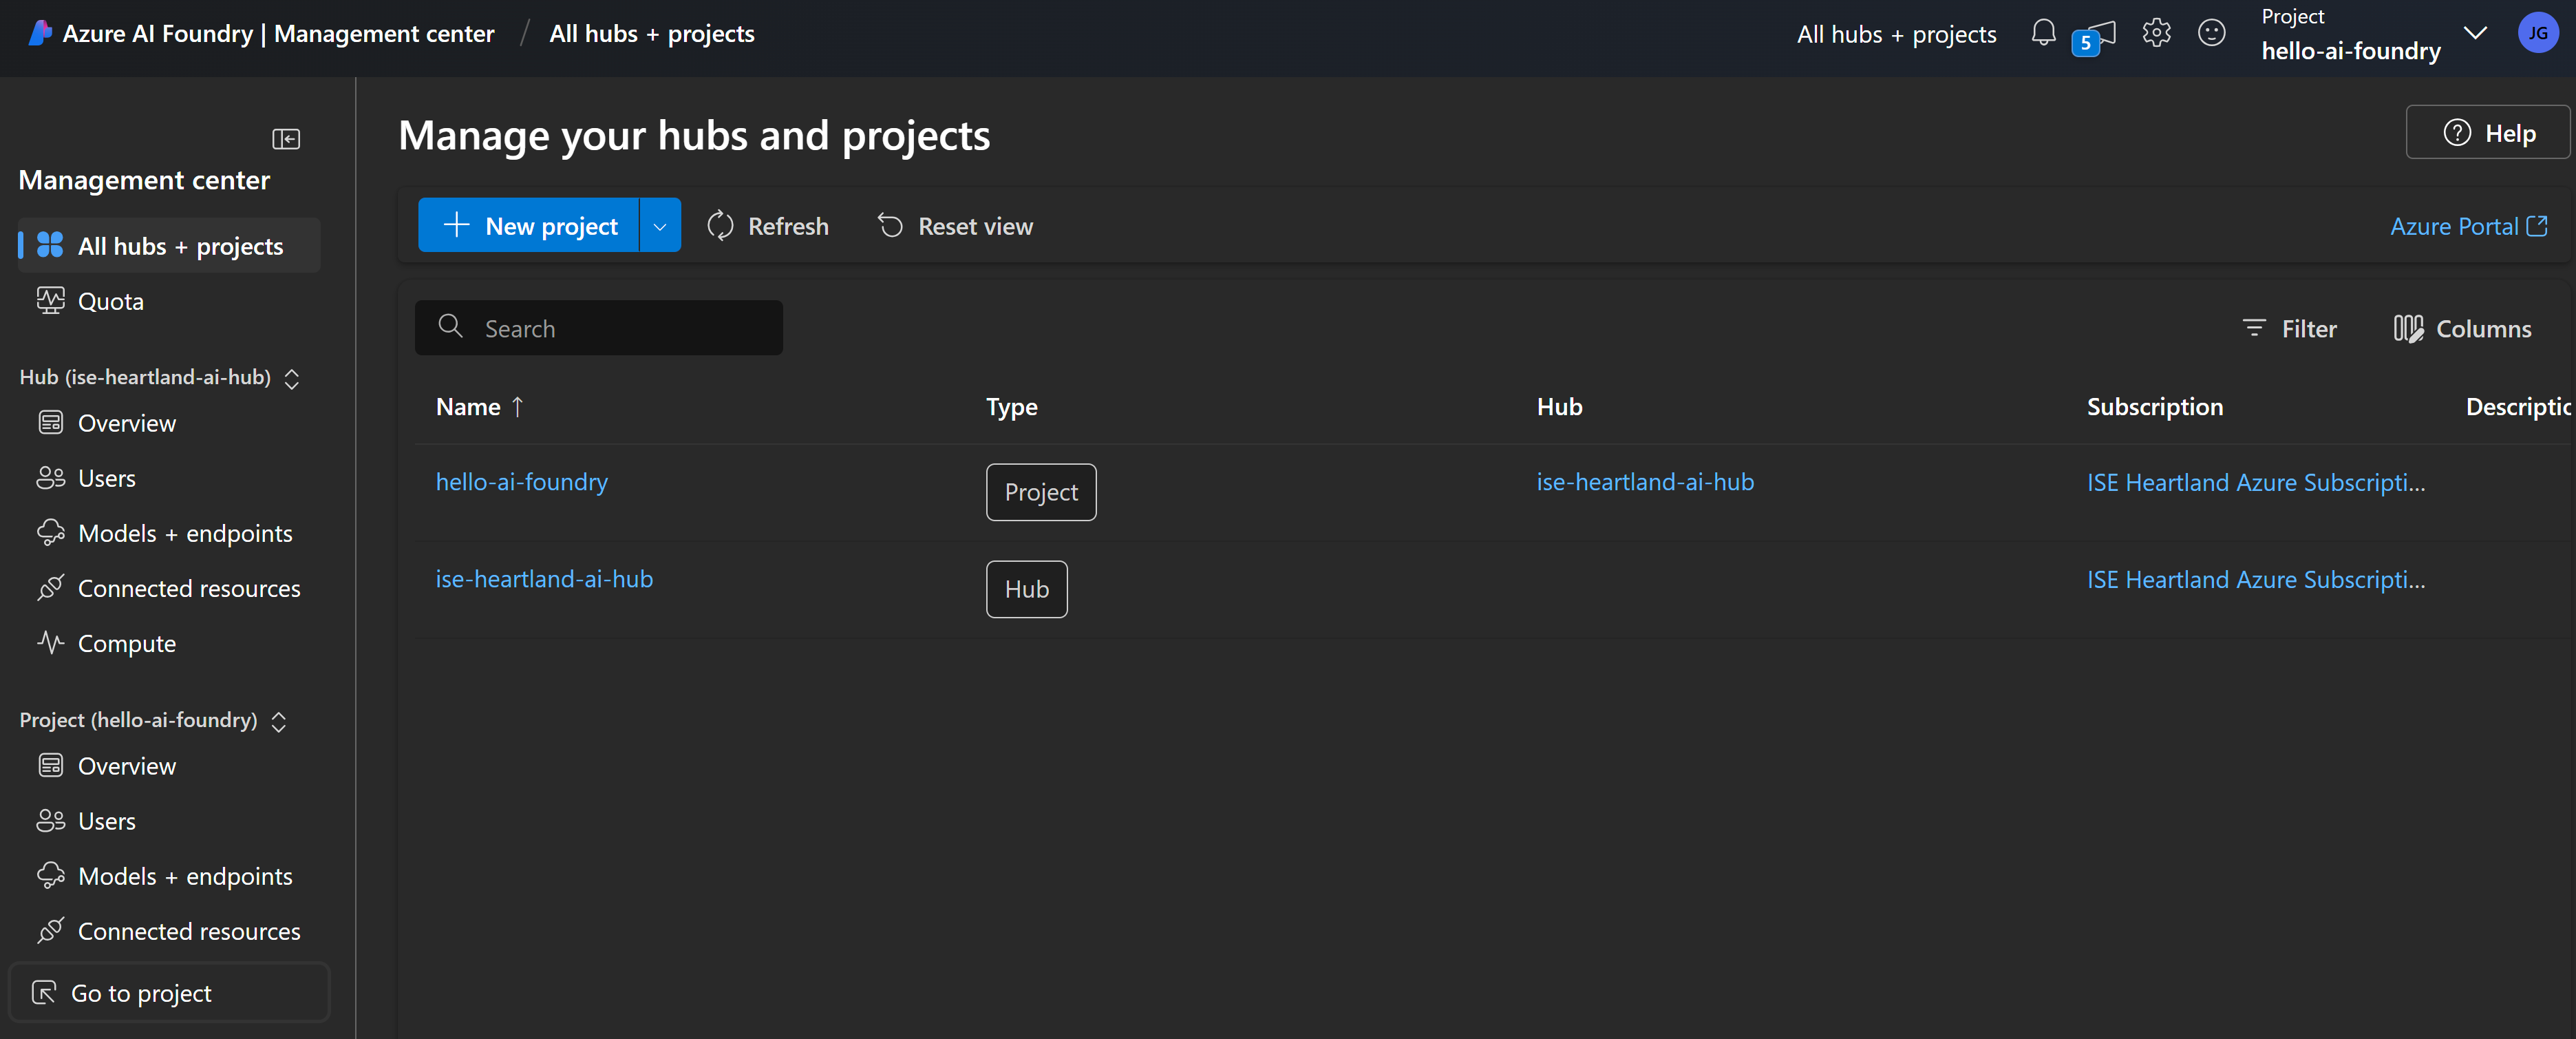 Azure AI Foundry | Management center / All hubs + projects
All hubs + projects
5
Project
hello-ai-foundry
JG
Management center
All hubs + projects
Quota
Hub (ise-heartland-ai-hub)
Overview
Users
Models + endpoints
Connected resources
Compute
Project (hello-ai-foundry)
Overview
Users
Models + endpoints
Connected resources
Go to project
Manage your hubs and projects
Help
New project
Refresh
Reset view
Azure Portal
Search
Filter
Columns
Name ↑ Type Hub Subscription Descriptic
hello-ai-foundry Project ise-heartland-ai-hub ISE Heartland Azure Subscripti...
ise-heartland-ai-hub Hub ISE Heartland Azure Subscripti...